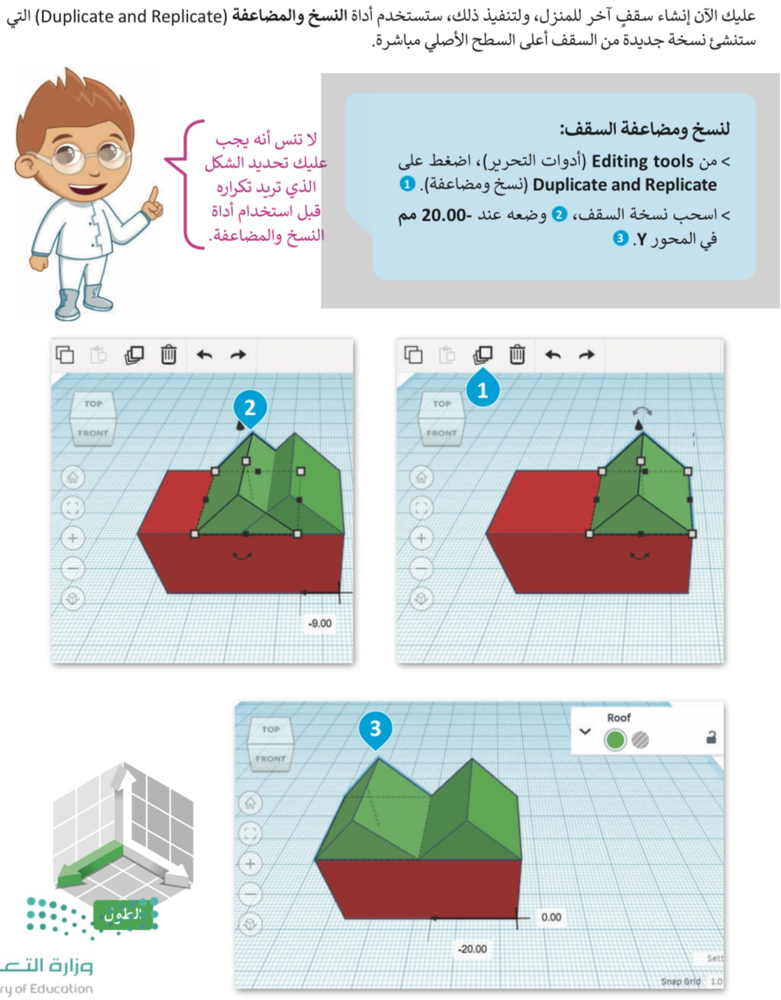 عليك الآن إنشاء سقفٍ آخر للمنزل، ولتنفيذ ذلك، ستستخدم أداة النسخ والمضاعفة (Duplicate and Replicate) التي
ستنشئ نسخة جديدة من السقف أعلى السطح الأصلي مباشرة.
لنسخ ومضاعفة السقف:
> من Editing tools (أدوات التحرير)، اضغط على
Duplicate and Replicate (نسخ ومضاعفة). 1
> اسحب نسخة السقف، 2 وضعه عند -20.00 مم
في المحور Y. 3
لا تنس أنه يجب
عليك تحديد الشكل
الذي تريد تكراره
قبل استخدام أداة
النسخ والمضاعفة.
1
TOP
FRONT
2
TOP
FRONT
-9.00
3
TOP
FRONT
Roof
0.00
-20.00
Sett
Snap Grid 1.0
الطول
وزارة التعـ
ry of Education